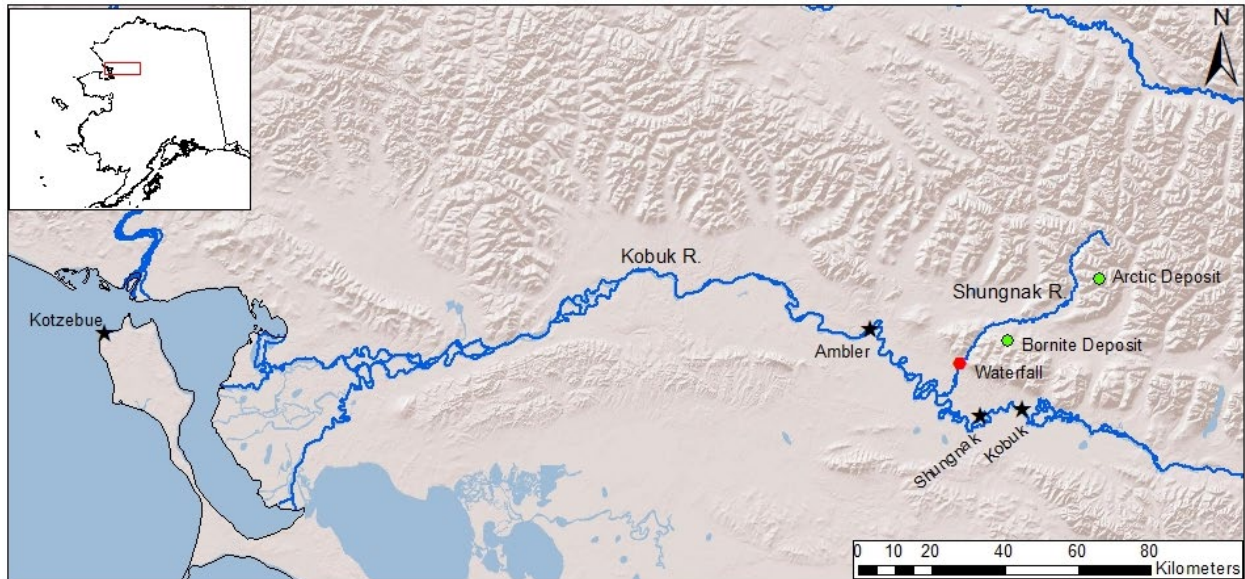 N
Kobuk R.
Arctic Deposit
Shungnak R.
Kotzebue
Ambler
Bornite Deposit
Waterfall
Shungnak
Kobuk
0 10 20 40 60 80
Kilometers